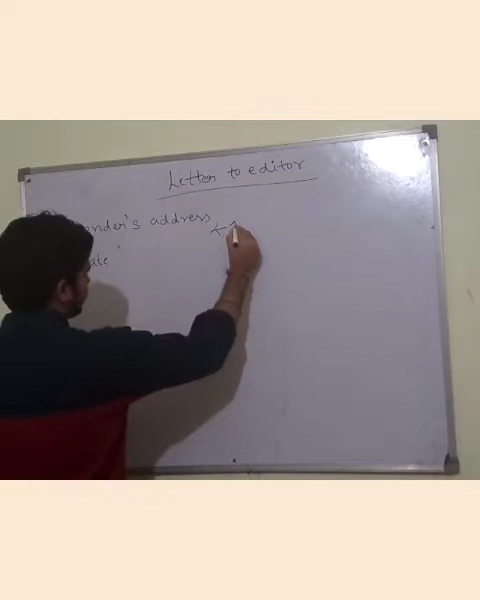 Letter to editor
ender's address ←
ate